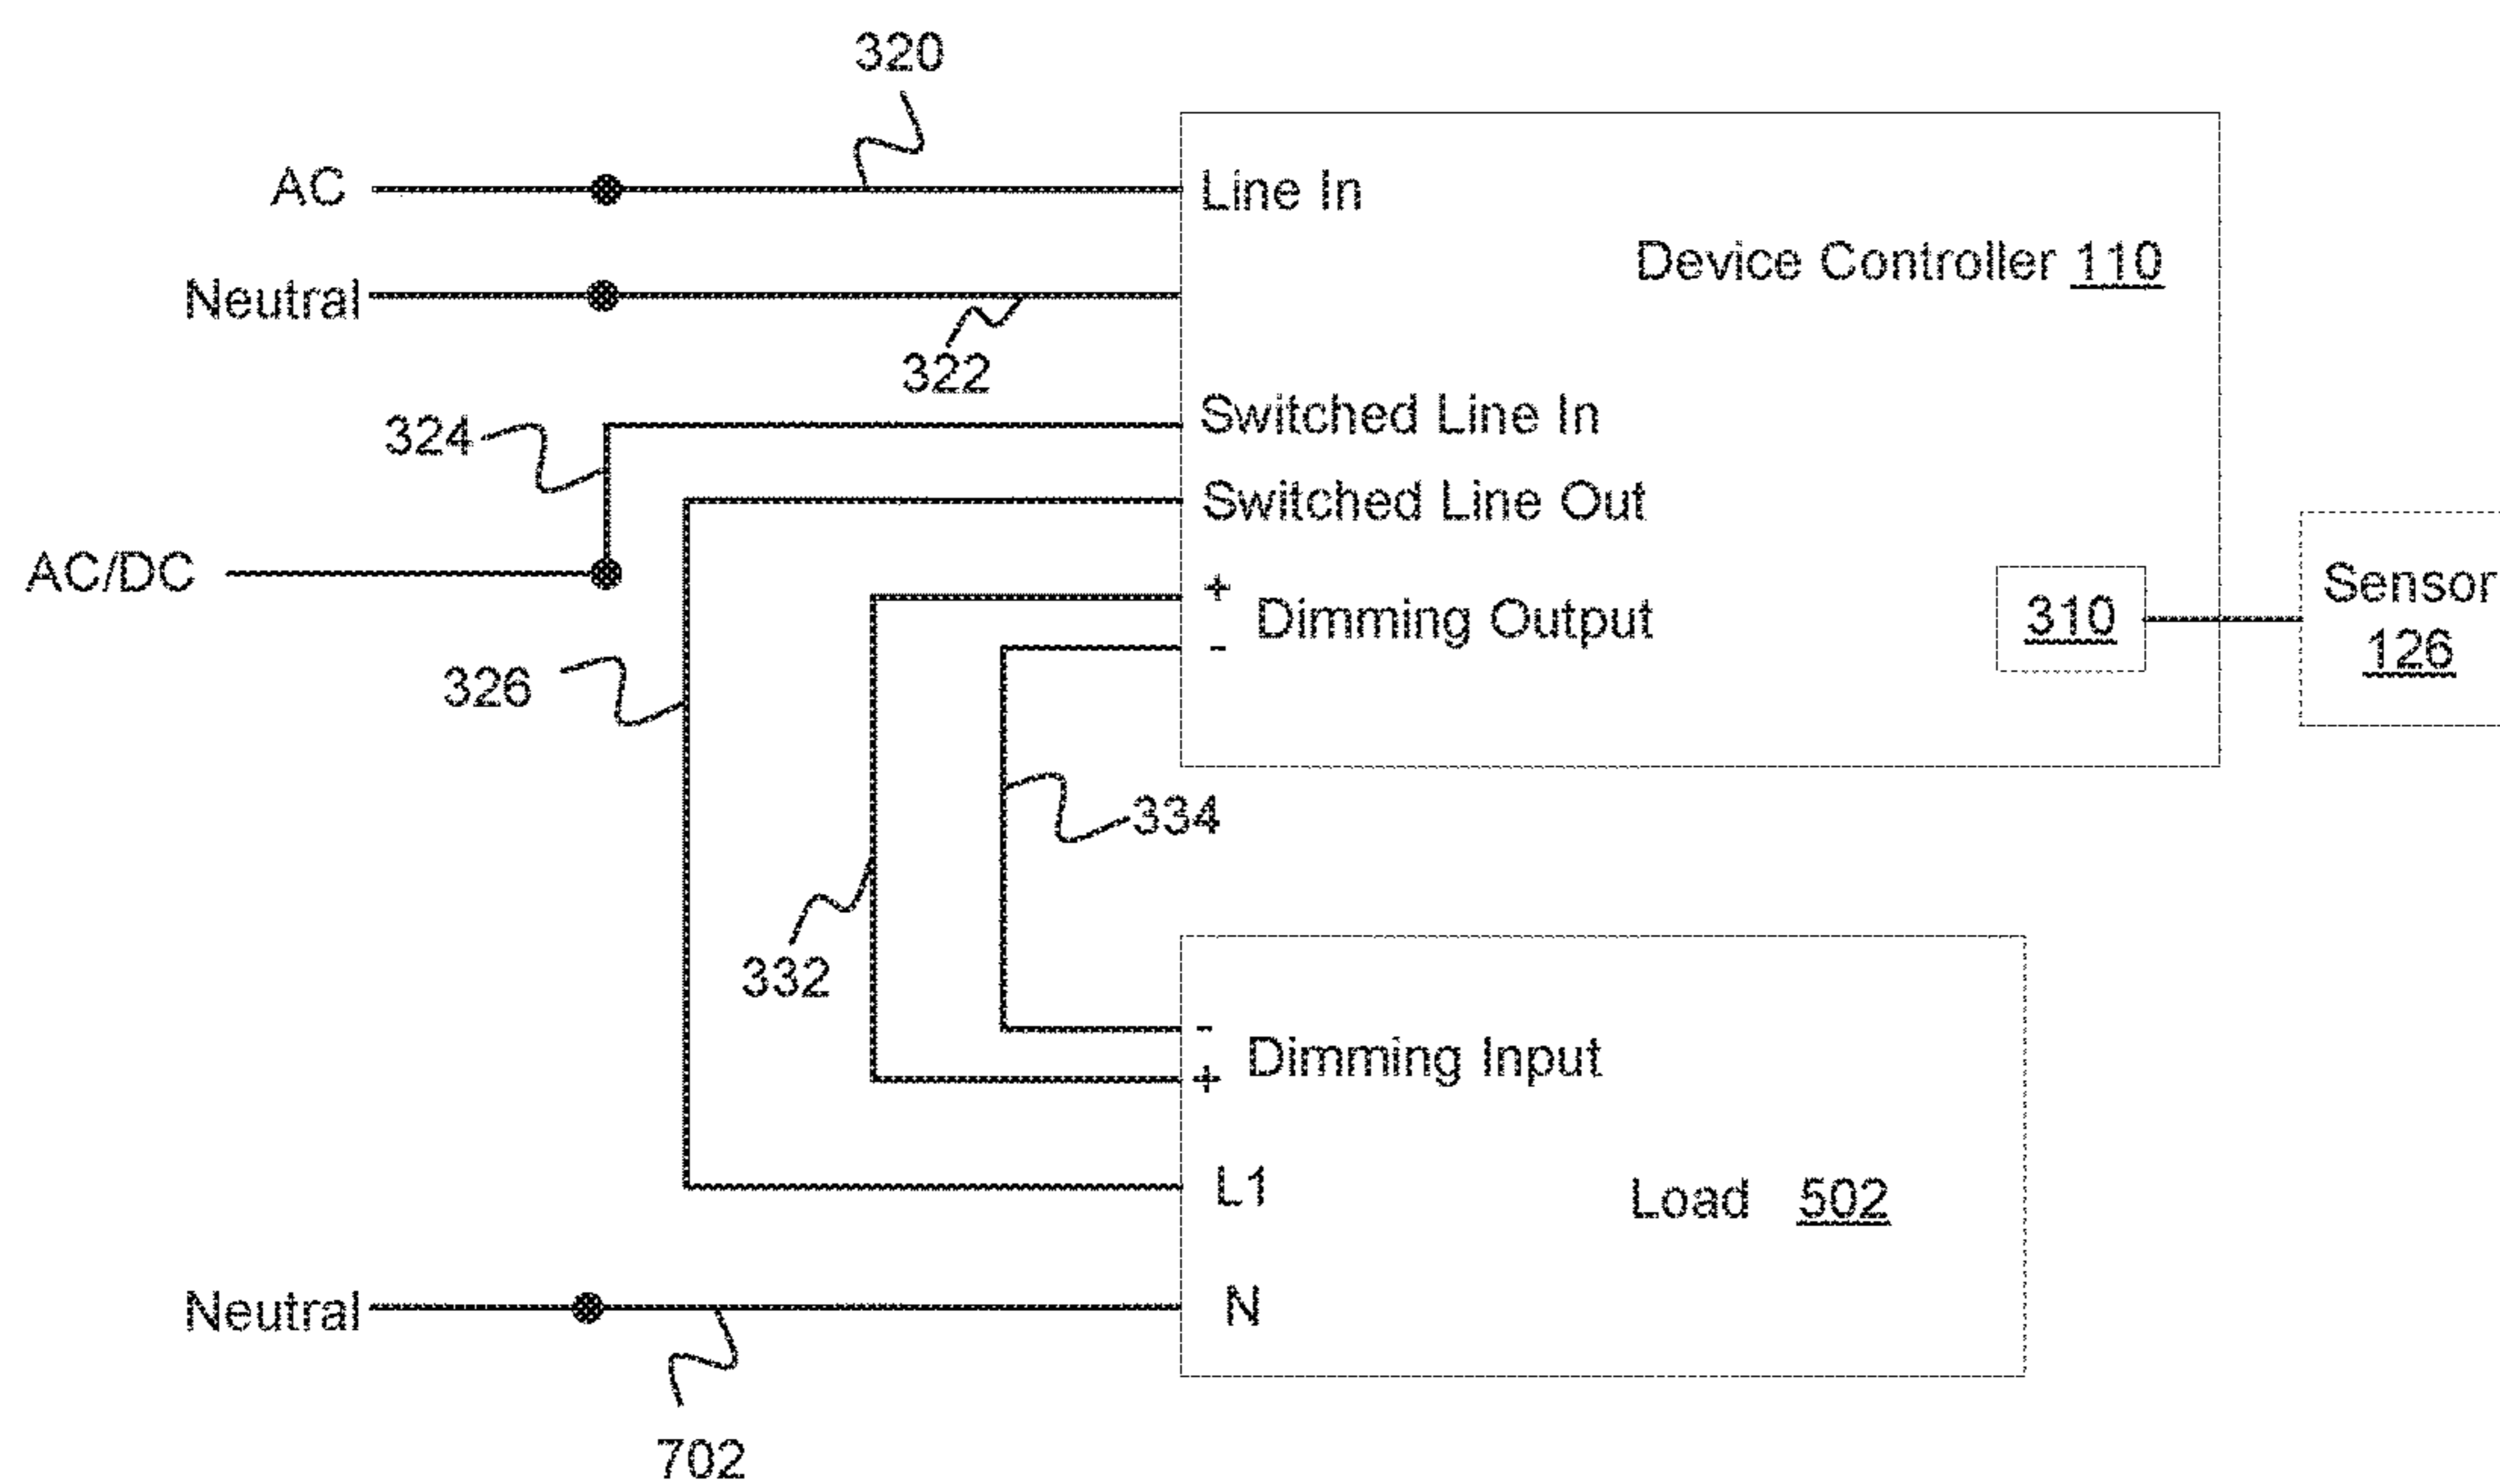 320
AC
Line In
Device Controller 110
Neutral
322
324
Switched Line In
Switched Line Out
AC/DC
+
Dimming Output
-
310
Sensor
126
326
334
332
-
Dimming Input
+
L1
Load 502
Neutral
N
702